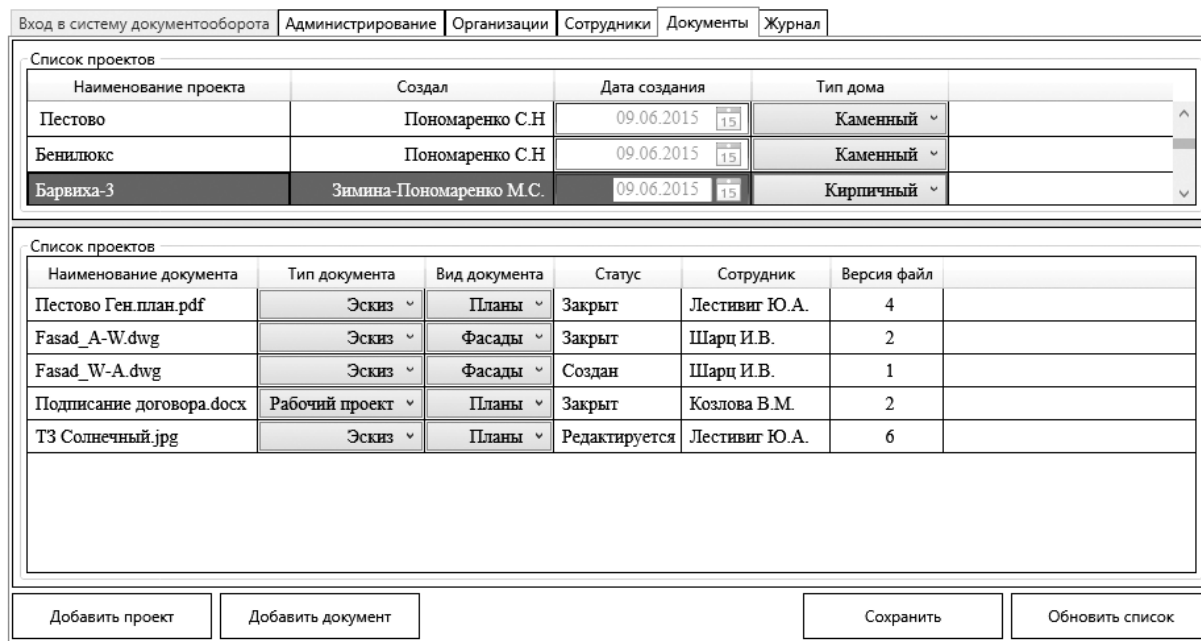 Вход в систему документооборота Администрирование Организации Сотрудники Документы Журнал
Список проектов
Наименование проекта Создал Дата создания Тип дома
Пестово Пономаренко С.Н 09.06.2015 15 Каменный
Бенилюкс Пономаренко С.Н 09.06.2015 15 Каменный
Барвиха-3 Зимина-Пономаренко М.С. 09.06.2015 15 Кирпичный
Список проектов
Наименование документа Тип документа Вид документа Статус Сотрудник Версия файл
Пестово Ген.план.pdf Эскиз Планы Закрыт Лестивиг Ю.А. 4
Fasad_A-W.dwg Эскиз Фасады Закрыт Шарц И.В. 2
Fasad_W-A.dwg Эскиз Фасады Создан Шарц И.В. 1
Подписание договора.docx Рабочий проект Планы Закрыт Козлова В.М. 2
ТЗ Солнечный.jpg Эскиз Планы Редактируется Лестивиг Ю.А. 6
Добавить проект Добавить документ Сохранить Обновить список